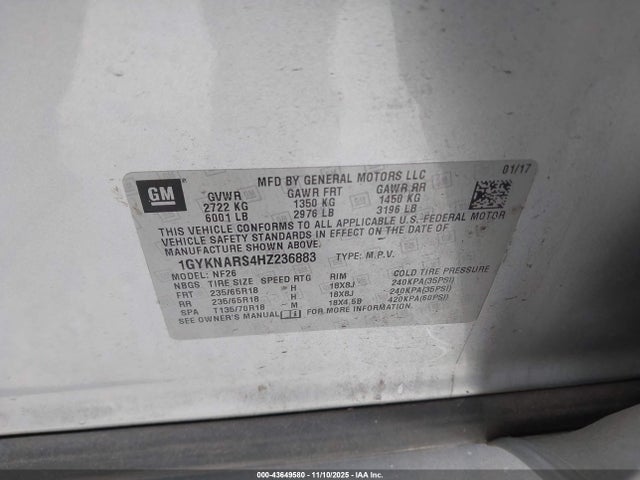 MFD BY GENERAL MOTORS LLC 01/17
GM
GVWR GAWR FRT GAWR RR
2722 KG 1350 KG 1450 KG
6001 LB 2976 LB 3196 LB
THIS VEHICLE CONFORMS TO ALL APPLICABLE U.S. FEDERAL MOTOR
VEHICLE SAFETY STANDARDS IN EFFECT ON THE DATE OF
MANUFACTURE SHOWN ABOVE.
1GYKNARS4HZ236883 TYPE: M.P.V.
MODEL: NF26
NBGS TIRE SIZE SPEED RTG RIM COLD TIRE PRESSURE
FRT 235/65R18 H 18X8J 240KPA(35PSI)
RR 235/65R18 H 18X8J 240KPA(35PSI)
SPA T135/70R18 M 18X4.5B 420KPA(60PSI)
SEE OWNER'S MANUAL FOR MORE INFORMATION.
000-43649580 - 11/10/2025 - IAAI.COM